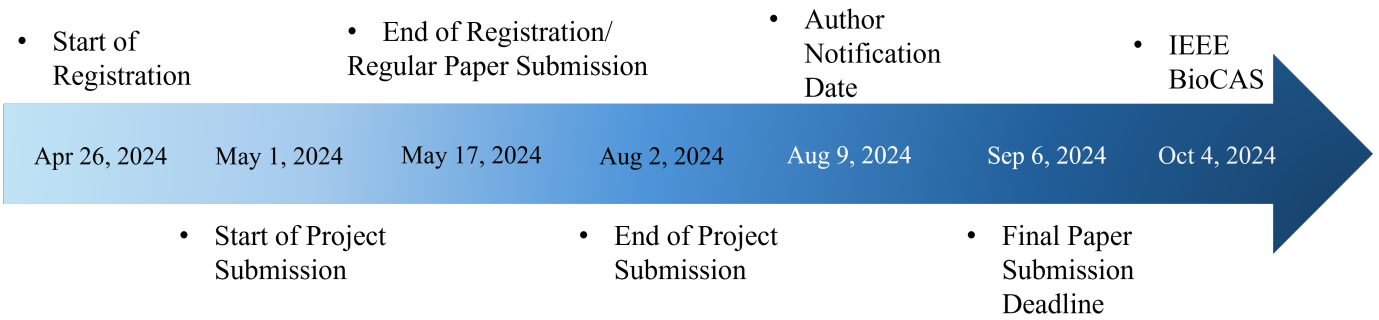 • Start of
Registration
• End of Registration/
Regular Paper Submission
• Author
Notification
Date
• IEEE
BioCAS
Apr 26, 2024
May 1, 2024
May 17, 2024
Aug 2, 2024
Aug 9, 2024
Sep 6, 2024
Oct 4, 2024
• Start of Project
Submission
• End of Project
Submission
• Final Paper
Submission
Deadline